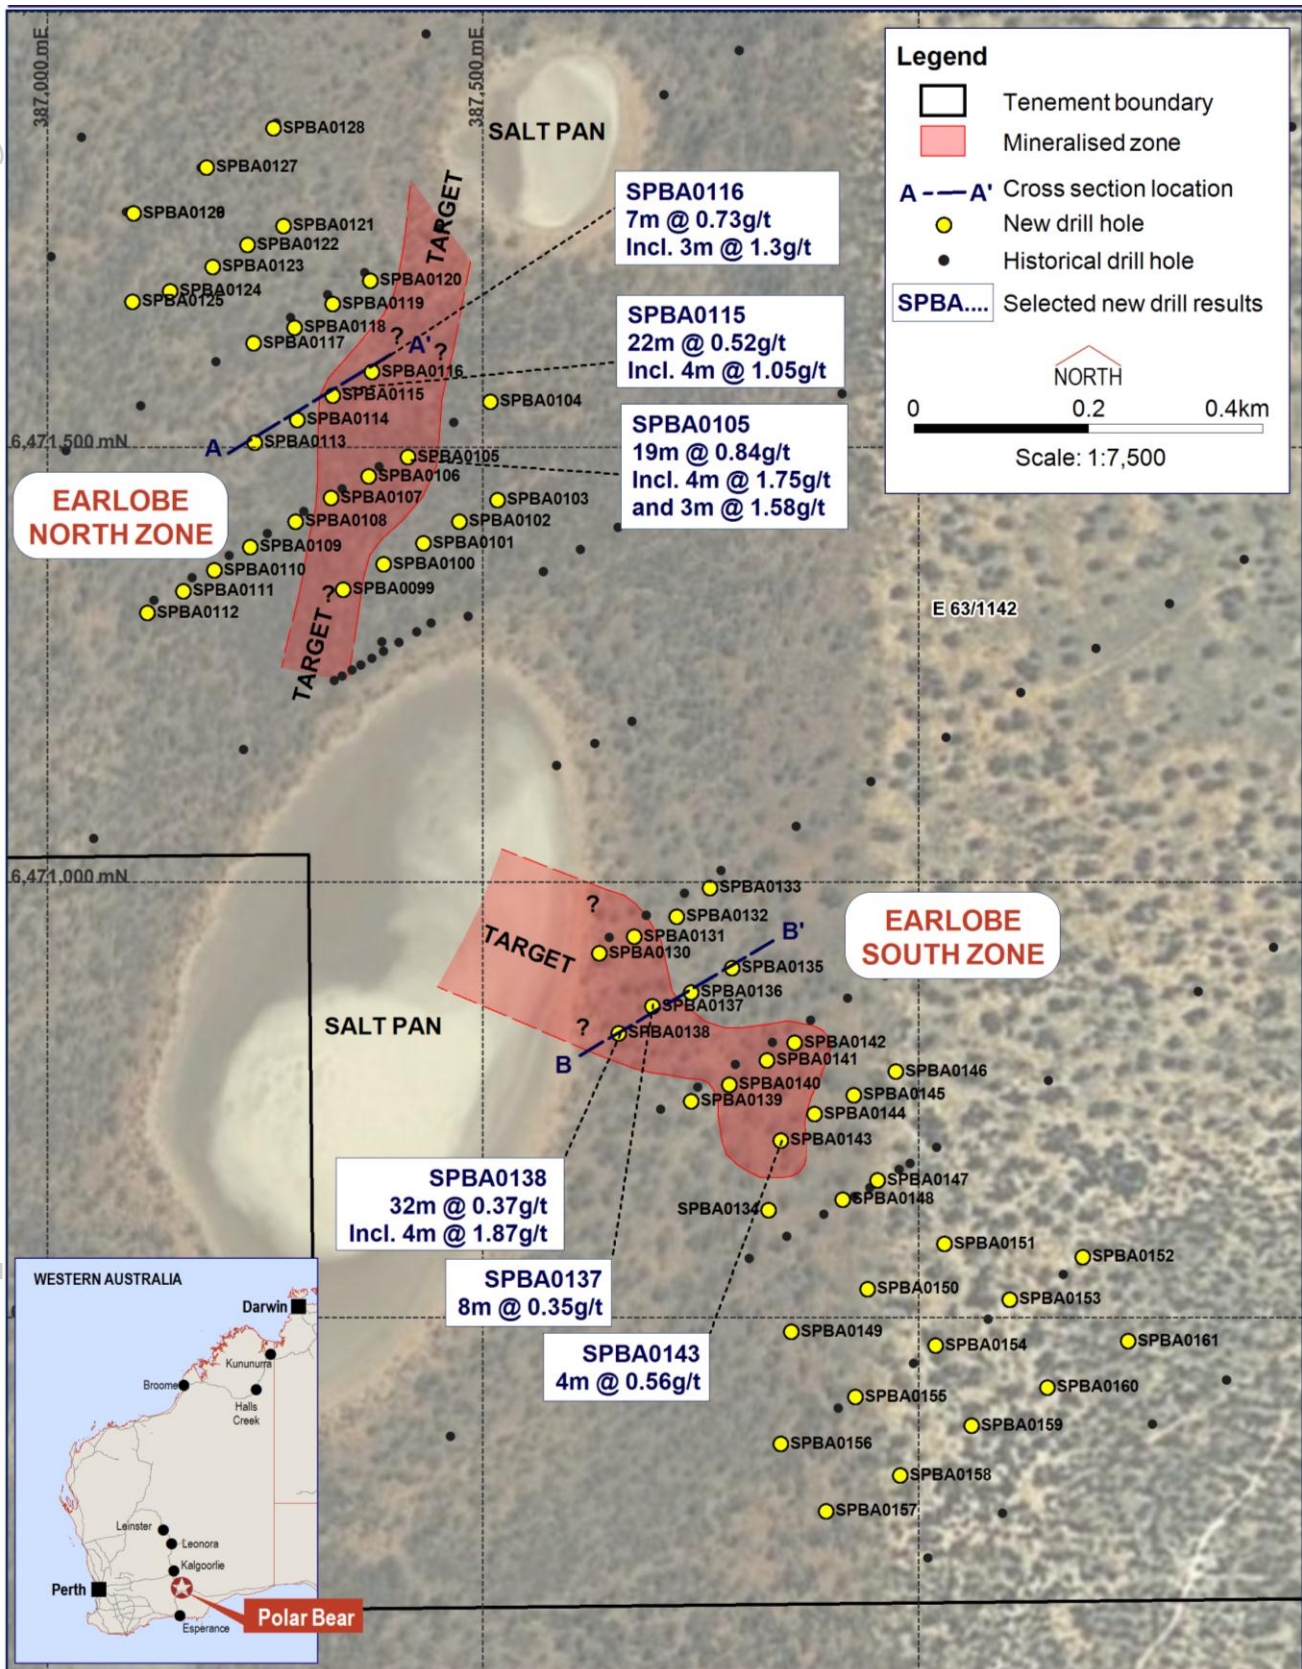 387,000 mE
387,500 mE
SALT PAN
Legend
Tenement boundary
Mineralised zone
A A' Cross section location
New drill hole
Historical drill hole
SPBA.... Selected new drill results
NORTH
0 0.2 0.4km
Scale: 1:7,500
SPBA0128
SPBA0127
SPBA0121
SPBA0122
SPBA0123
SPBA0124
SPBA0125
SPBA0120
SPBA0119
SPBA0118
SPBA0117
TARGET
SPBA0116
7m @ 0.73g/t
Incl. 3m @ 1.3g/t
SPBA0115
22m @ 0.52g/t
Incl. 4m @ 1.05g/t
SPBA0105
19m @ 0.84g/t
Incl. 4m @ 1.75g/t
and 3m @ 1.58g/t
?
A'
?
SPBA0116
SPBA0115
SPBA0114
SPBA0113
A
SPBA0104
6,471,500 mN
EARLOBE
NORTH ZONE
SPBA0105
SPBA0106
SPBA0107
SPBA0108
SPBA0109
SPBA0110
SPBA0111
SPBA0112
SPBA0103
SPBA0102
SPBA0101
SPBA0100
SPBA0099
?
TARGET
E 63/1142
6,471,000 mN
EARLOBE
SOUTH ZONE
SPBA0133
SPBA0132
SPBA0131
SPBA0130
?
TARGET
B'
SPBA0135
SPBA0136
SPBA0137
SPBA0138
?
B
SALT PAN
SPBA0142
SPBA0141
SPBA0140
SPBA0139
SPBA0146
SPBA0145
SPBA0144
SPBA0143
SPBA0147
SPBA0148
SPBA0134
SPBA0138
32m @ 0.37g/t
Incl. 4m @ 1.87g/t
SPBA0137
8m @ 0.35g/t
SPBA0143
4m @ 0.56g/t
SPBA0151
SPBA0152
SPBA0150
SPBA0153
SPBA0149
SPBA0154
SPBA0161
SPBA0155
SPBA0160
SPBA0159
SPBA0156
SPBA0158
SPBA0157
WESTERN AUSTRALIA
Darwin
Kununurra
Broome
Halls
Creek
Leinster
Leonora
Kalgoorlie
Perth
Esperance
Polar Bear